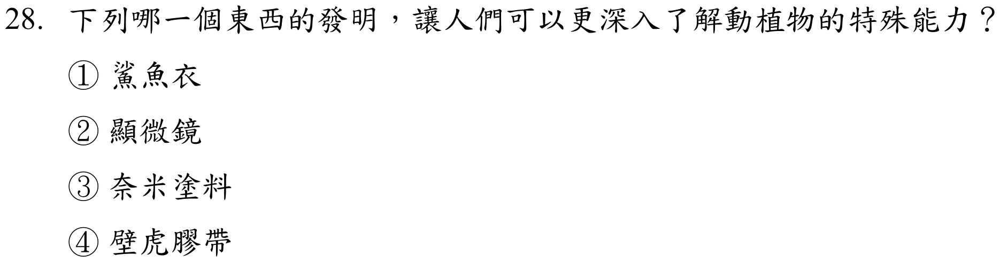 28. 下列哪一個東西的發明，讓人們可以更深入了解動植物的特殊能力？
① 鯊魚衣
② 顯微鏡
③ 奈米塗料
④ 壁虎膠帶